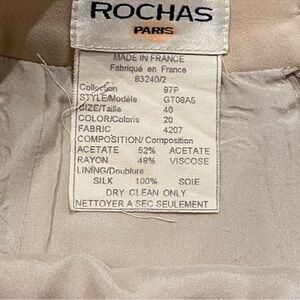 ROCHAS
PARIS
MADE IN FRANCE
Fabriqué en France
83240/2
Collection 97P
STYLE/Modèle GT08A5
SIZE/Taille 40
COLOR/Coloris 20
FABRIC 4207
COMPOSITION/Composition
ACETATE 52% ACETATE
RAYON 48% VISCOSE
LINING/Doublure
SILK 100% SOIE
DRY CLEAN ONLY
NETTOYER A SEC SEULEMENT